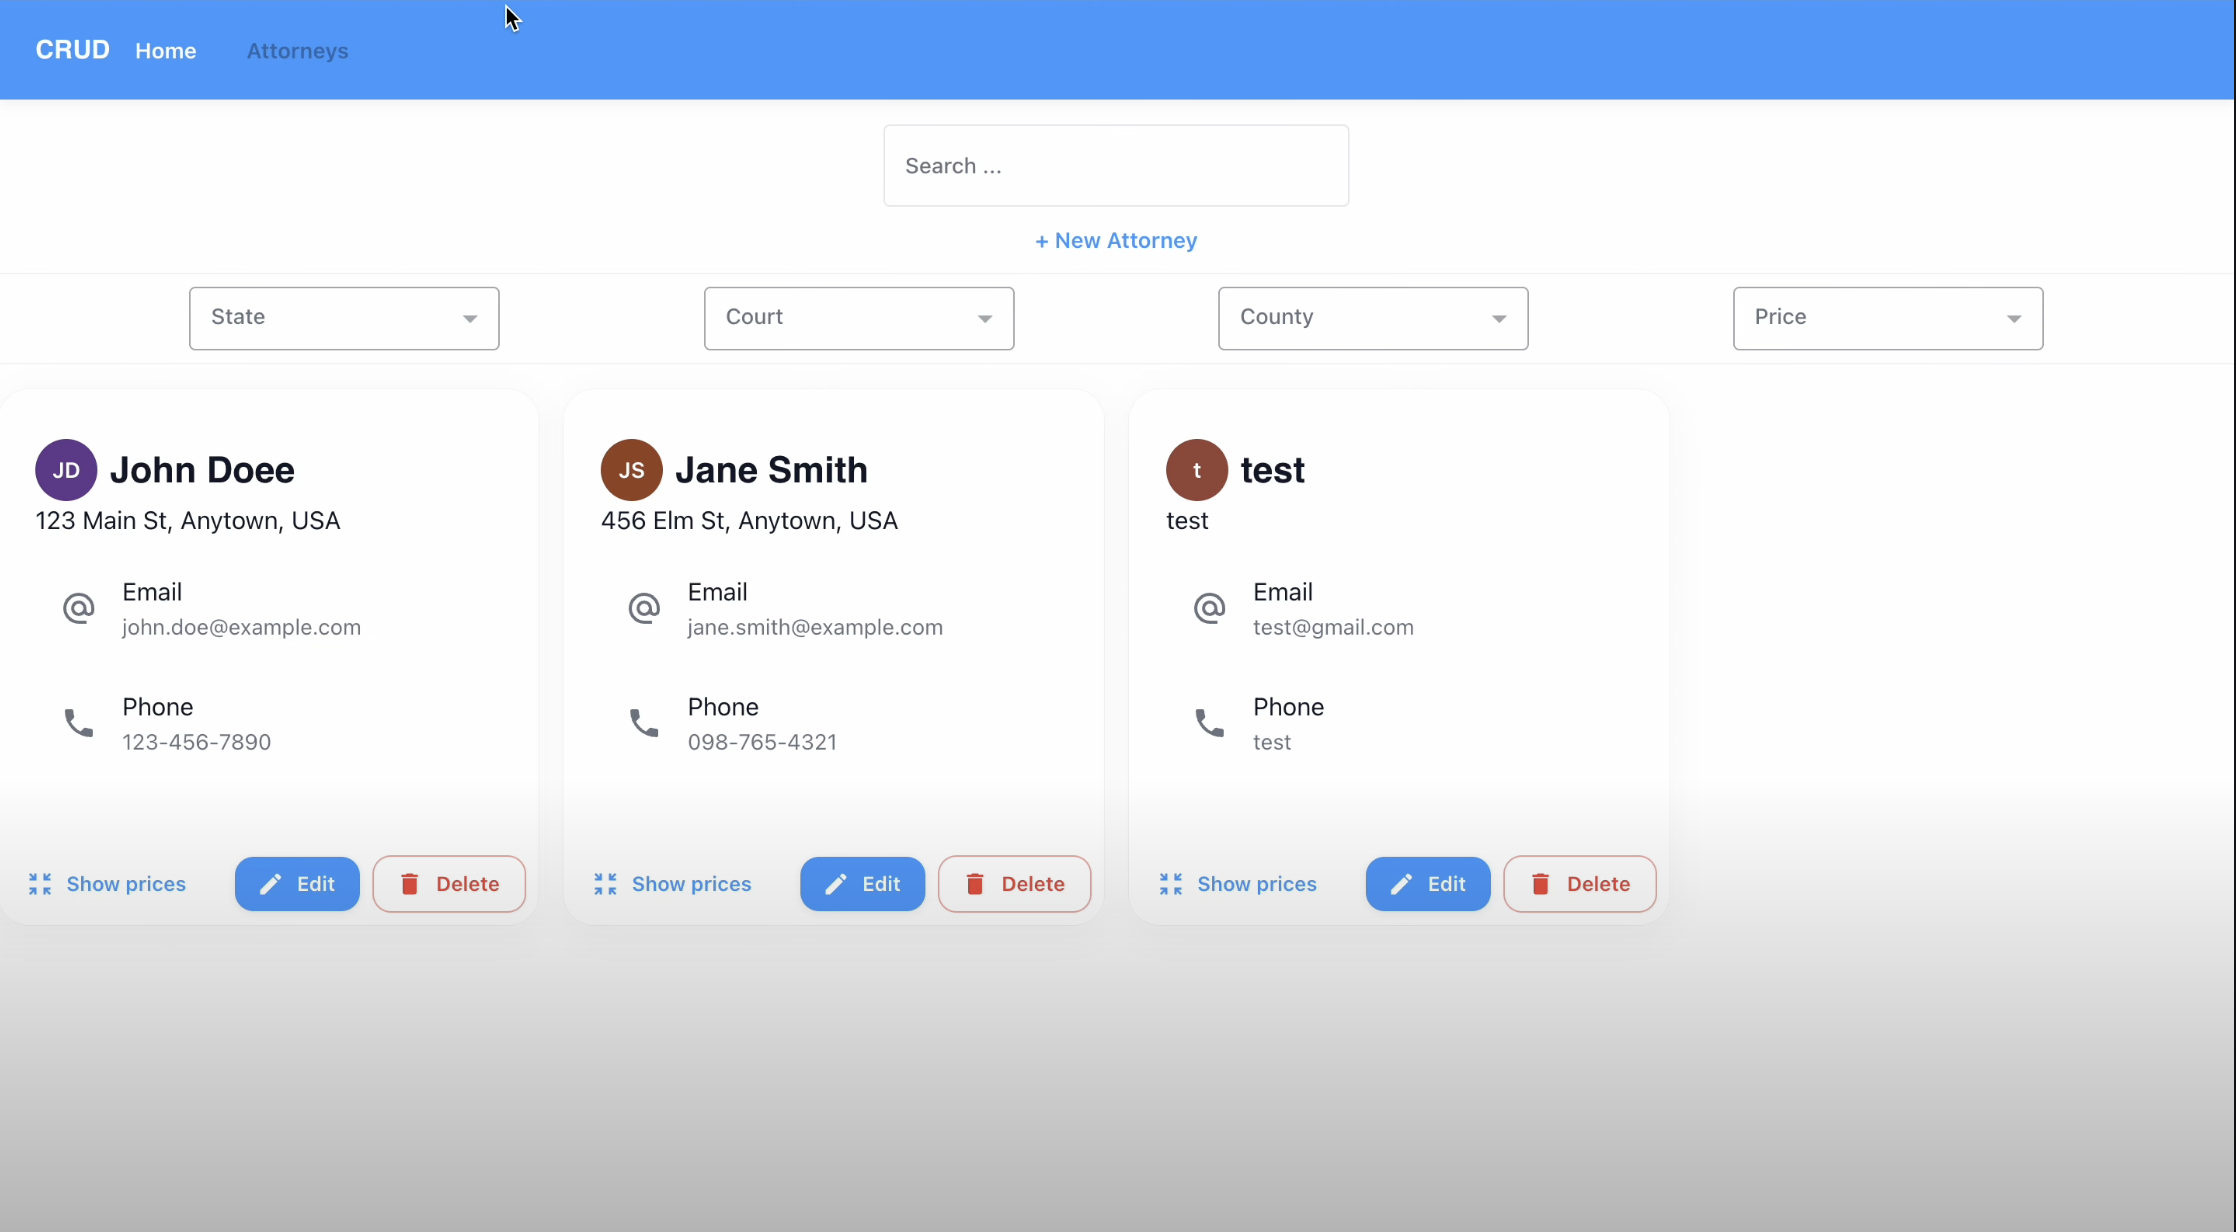 CRUD Home Attorneys
Search ...
+ New Attorney
State Court County Price
JD John Doee
123 Main St, Anytown, USA
Email
john.doe@example.com
Phone
123-456-7890
Show prices Edit Delete
JS Jane Smith
456 Elm St, Anytown, USA
Email
jane.smith@example.com
Phone
098-765-4321
Show prices Edit Delete
t test
test
Email
test@gmail.com
Phone
test
Show prices Edit Delete